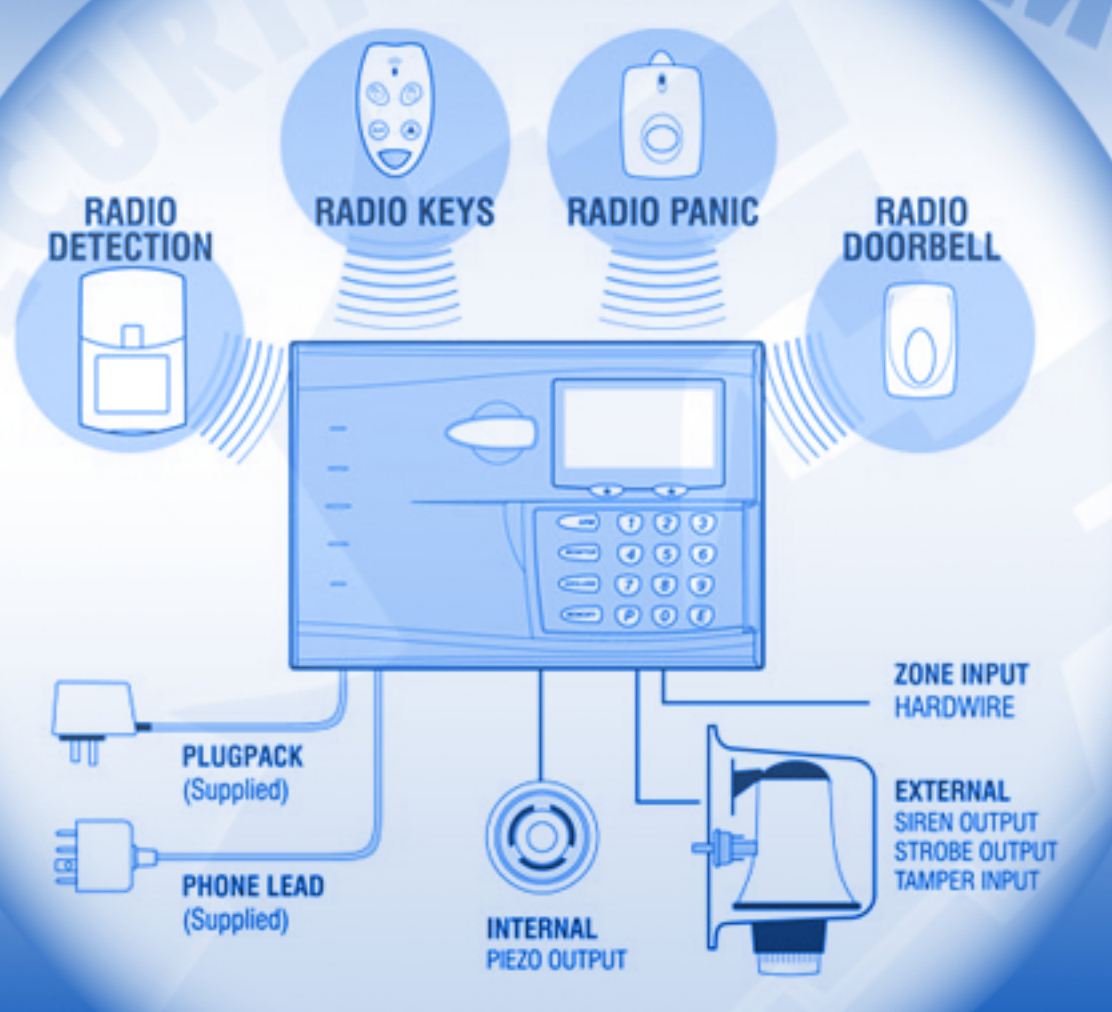 RADIO KEYS
RADIO PANIC
RADIO
DETECTION
RADIO
DOORBELL
1 2 3
4 5 6
7 8 9
P 0 E
ZONE INPUT
HARDWIRE
PLUGPACK
(Supplied)
EXTERNAL
SIREN OUTPUT
STROBE OUTPUT
TAMPER INPUT
PHONE LEAD
(Supplied)
INTERNAL
PIEZO OUTPUT